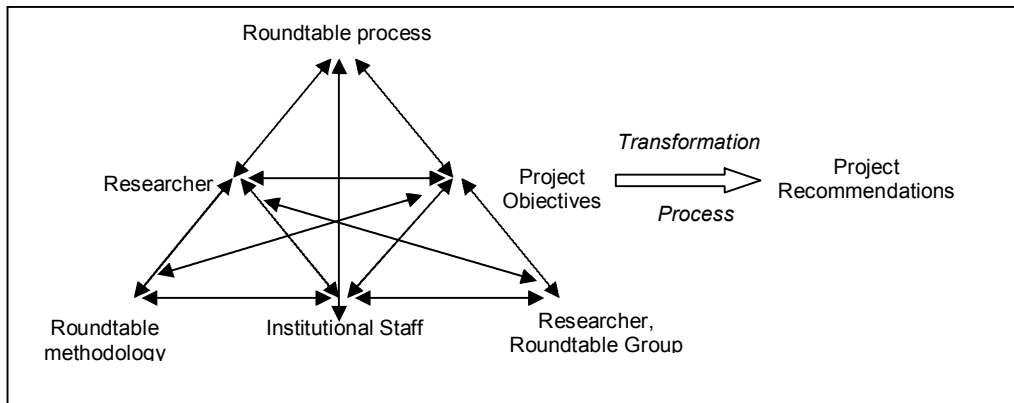 Roundtable process
Transformation
Researcher
Project
Objectives
Project
Recommendations
Process
Roundtable
methodology
Institutional Staff
Researcher,
Roundtable Group